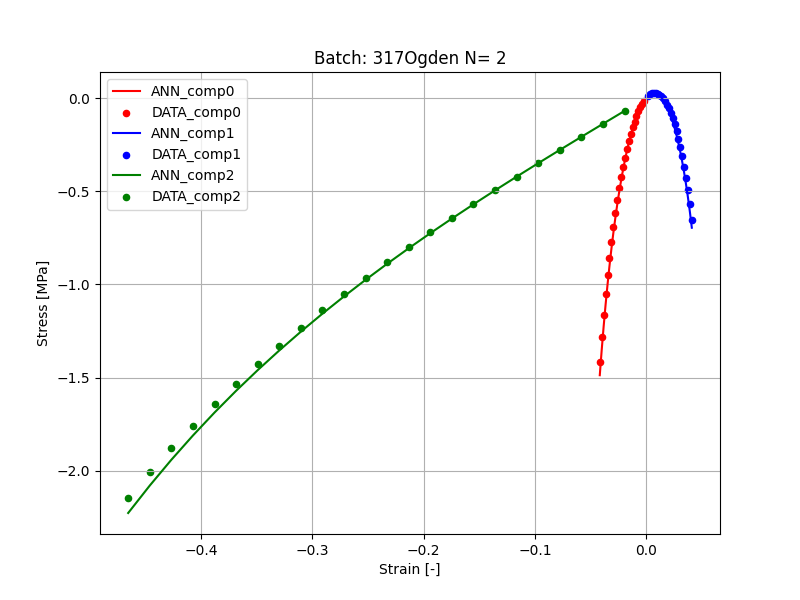 Batch: 317Ogden N= 2
ANN_comp0
DATA_comp0
ANN_comp1
DATA_comp1
ANN_comp2
DATA_comp2
0.0
−0.5
−1.0
−1.5
−2.0
Stress [MPa]
−0.4
−0.3
−0.2
−0.1
0.0
Strain [-]